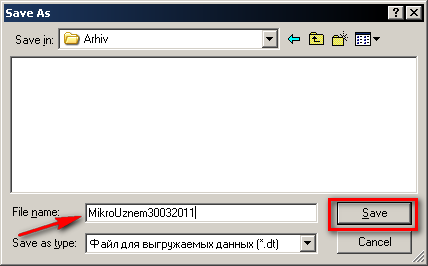 Save As
Save in: Arhiv
File name: MikroUznem30032011 Save
Save as type: Файл для выгружаемых данных (*.dt) Cancel